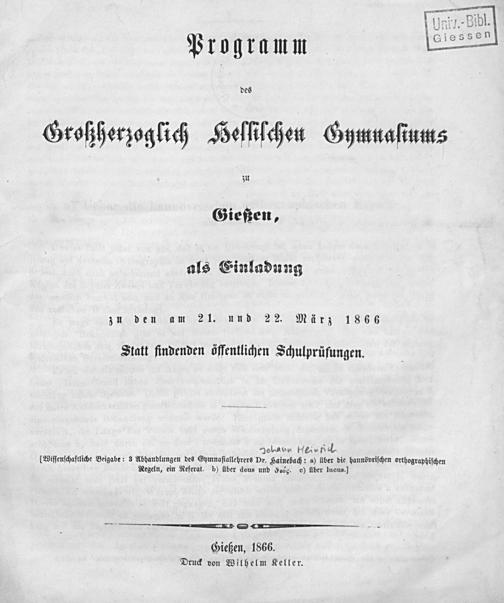 Univ.-Bibl.
Giessen
Programm
des
Großherzoglich Hessischen Gymnasiums
zu
Gießen,
als Einladung
zu den am 21. und 22. März 1866
Statt findenden öffentlichen Schulprüfungen.
Johann Heinrich
[Wissenschaftliche Beigabe: 3 Abhandlungen des Gymnasiallehrers Dr. Hainebach: a) über die hannövrischen orthographischen
Regeln, ein Referat. b) über deus und θεός. c) über lucus.]
Gießen, 1866.
Druck von Wilhelm Keller.